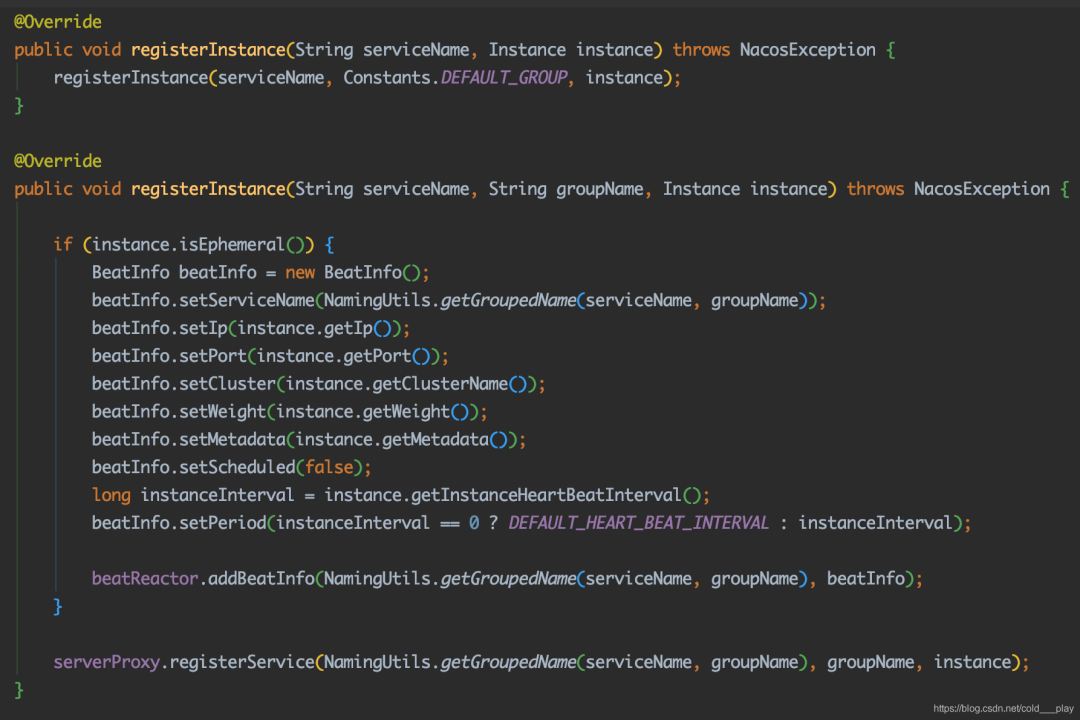 @Override
public void registerInstance(String serviceName, Instance instance) throws NacosException {
    registerInstance(serviceName, Constants.DEFAULT_GROUP, instance);
}

@Override
public void registerInstance(String serviceName, String groupName, Instance instance) throws NacosException {

    if (instance.isEphemeral()) {
        BeatInfo beatInfo = new BeatInfo();
        beatInfo.setServiceName(NamingUtils.getGroupedName(serviceName, groupName));
        beatInfo.setIp(instance.getIp());
        beatInfo.setPort(instance.getPort());
        beatInfo.setCluster(instance.getClusterName());
        beatInfo.setWeight(instance.getWeight());
        beatInfo.setMetadata(instance.getMetadata());
        beatInfo.setScheduled(false);
        long instanceInterval = instance.getInstanceHeartBeatInterval();
        beatInfo.setPeriod(instanceInterval == 0 ? DEFAULT_HEART_BEAT_INTERVAL : instanceInterval);

        beatReactor.addBeatInfo(NamingUtils.getGroupedName(serviceName, groupName), beatInfo);
    }

    serverProxy.registerService(NamingUtils.getGroupedName(serviceName, groupName), groupName, instance);
}
https://blog.csdn.net/cold___play